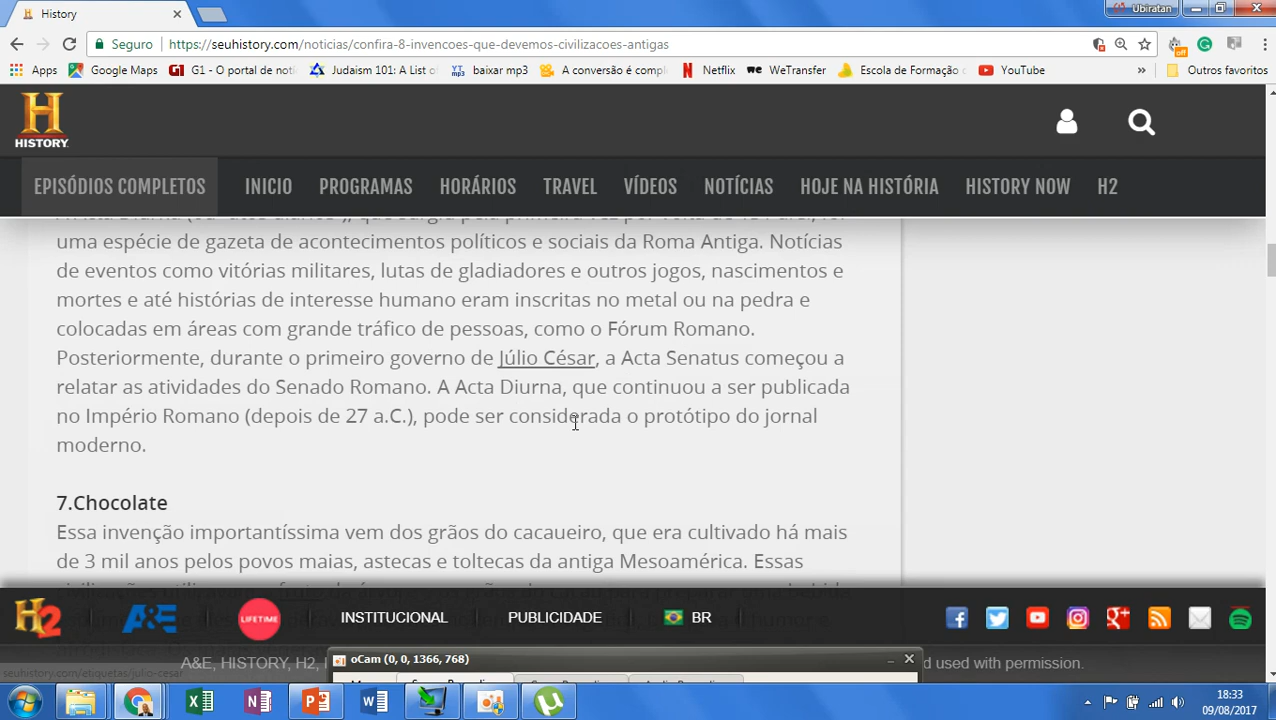 History
Ubiratan
Seguro
https://seuhistory.com/noticias/confira-8-invencoes-que-devemos-civilizacoes-antigas
off
Apps
Google Maps
G1 - O portal de notí
Judaism 101: A List o
baixar mp3
A conversão é compl
Netflix
WeTransfer
Escola de Formação
YouTube
»
Outros favoritos
H
HISTORY.
EPISÓDIOS COMPLETOS
INICIO
PROGRAMAS
HORÁRIOS
TRAVEL
VÍDEOS
NOTÍCIAS
HOJE NA HISTÓRIA
HISTORY NOW
H2
uma espécie de gazeta de acontecimentos políticos e sociais da Roma Antiga. Notícias
de eventos como vitórias militares, lutas de gladiadores e outros jogos, nascimentos e
mortes e até histórias de interesse humano eram inscritas no metal ou na pedra e
colocadas em áreas com grande tráfico de pessoas, como o Fórum Romano.
Posteriormente, durante o primeiro governo de Júlio César, a Acta Senatus começou a
relatar as atividades do Senado Romano. A Acta Diurna, que continuou a ser publicada
no Império Romano (depois de 27 a.C.), pode ser considerada o protótipo do jornal
moderno.
7.Chocolate
Essa invenção importantíssima vem dos grãos do cacaueiro, que era cultivado há mais
de 3 mil anos pelos povos maias, astecas e toltecas da antiga Mesoamérica. Essas
H2
A&E
LIFETIME
INSTITUCIONAL
PUBLICIDADE
BR
A&E, HISTORY, H2,
oCam (0, 0, 1366, 768)
d used with permission.
seuhistory.com/etiquetas/julio-cesar
18:33
09/08/2017